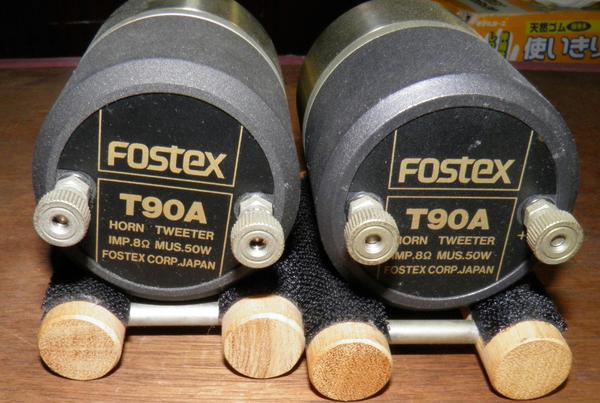 FOSTEX
T90A
HORN TWEETER
IMP.8Ω MUS.50W
FOSTEX CORP.JAPAN
FOSTEX
T90A
HORN TWEETER
IMP.8Ω MUS.50W
FOSTEX CORP.JAPAN
+
天然ゴム
使いきり